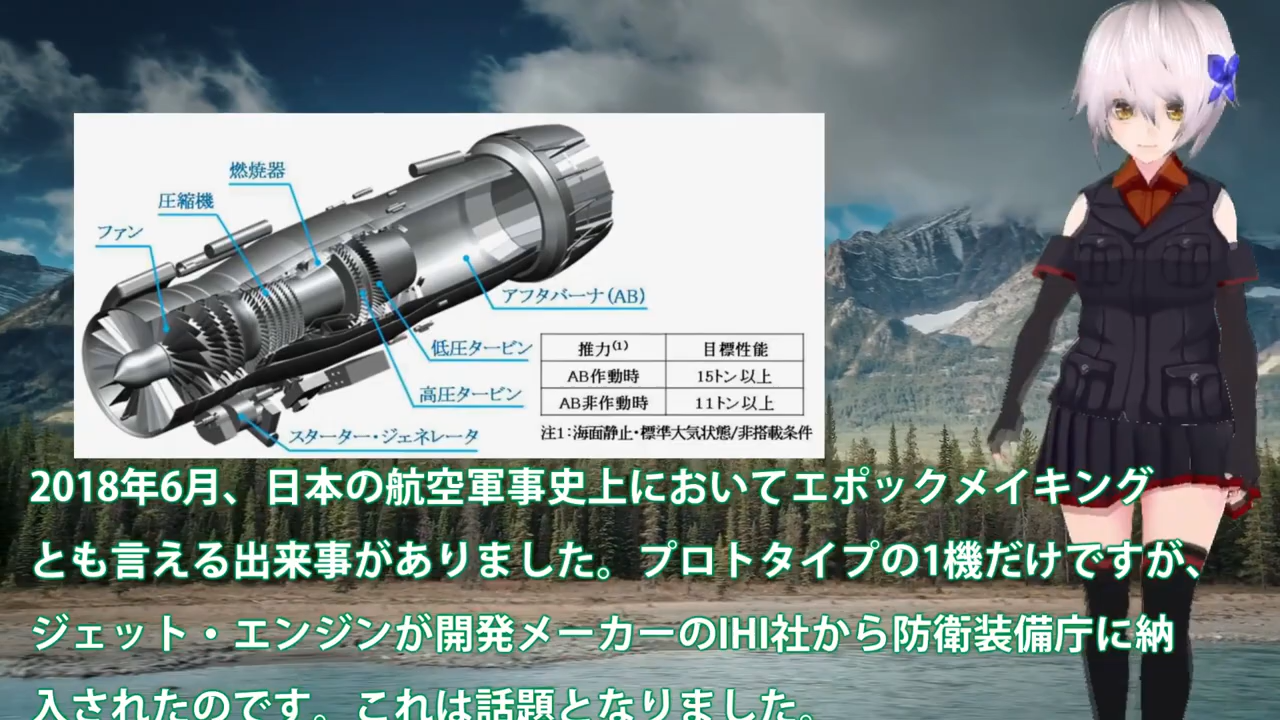 燃焼器
圧縮機
ファン
アフタバーナ(AB)
低圧タービン
高圧タービン
スターター・ジェネレータ
推力(1) 目標性能
AB作動時 15トン以上
AB非作動時 11トン以上
注1:海面静止・標準大気状態/非搭載条件
2018年6月、日本の航空軍事史上においてエポックメイキング
とも言える出来事がありました。プロトタイプの1機だけですが、
ジェット・エンジンが開発メーカーのIHI社から防衛装備庁に納
入されたのです。これは話題となりました。